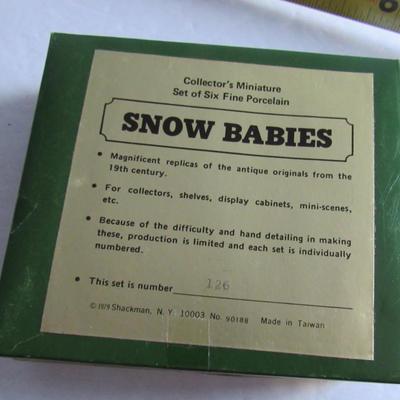 Collector's Miniature
Set of Six Fine Porcelain
SNOW BABIES
• Magnificent replicas of the antique originals from the
19th century.
• For collectors, shelves, display cabinets, mini-scenes,
etc.
• Because of the difficulty and hand detailing in making
these, production is limited and each set is individually
numbered.
• This set is number 126
© 1979 Shackman, N.Y. 10003 No. 90188 Made in Taiwan